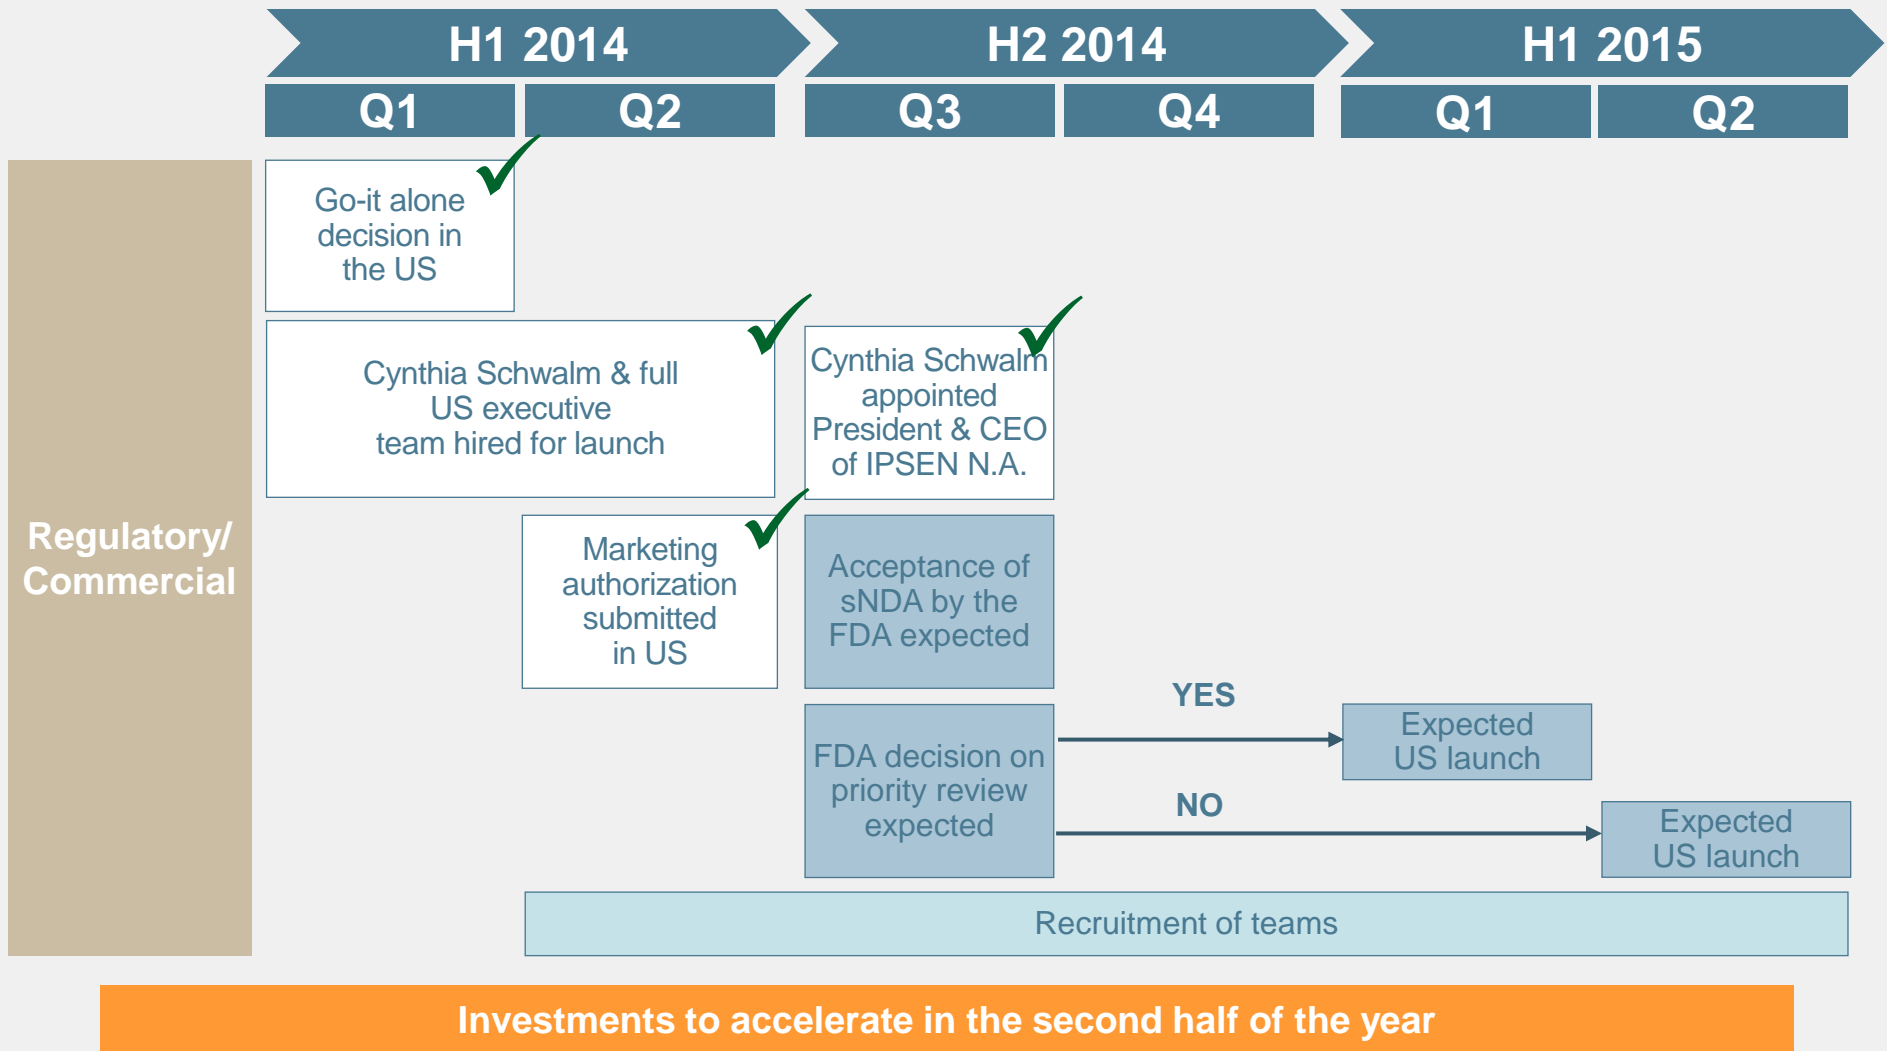 H1 2014
H2 2014
H1 2015
Q1
Q2
Q3
Q4
Q1
Q2
Regulatory/
Commercial
Go-it alone
decision in
the US
Cynthia Schwalm & full
US executive
team hired for launch
Cynthia Schwalm
appointed
President & CEO
of IPSEN N.A.
Marketing
authorization
submitted
in US
Acceptance of
sNDA by the
FDA expected
FDA decision on
priority review
expected
YES
Expected
US launch
NO
Expected
US launch
Recruitment of teams
Investments to accelerate in the second half of the year